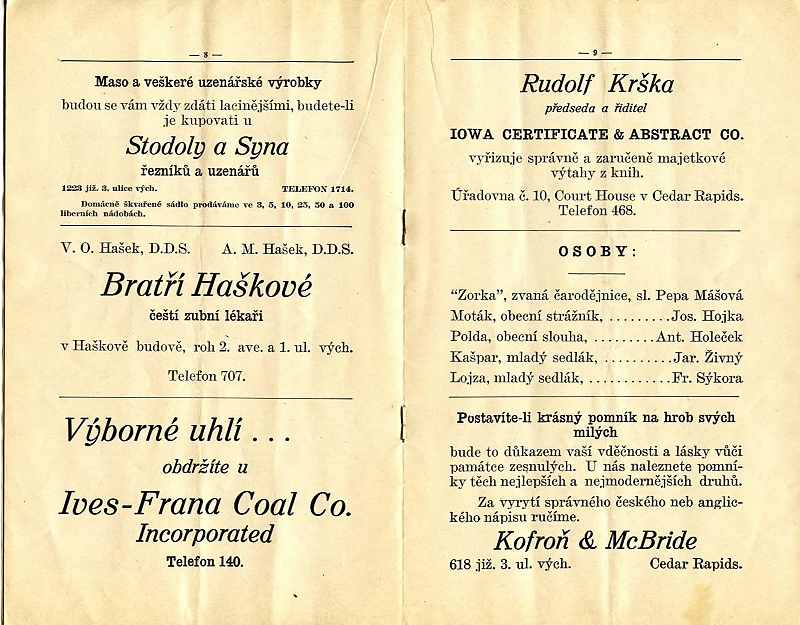 — 8 —
Maso a veškeré uzenářské výrobky
budou se vám vždy zdáti lacinějšími, budete-li
je kupovati u
Stodoly a Syna
řezníků a uzenářů
1223 již. 3. ulice vých. TELEFON 1714.
Domácně škvařené sádlo prodáváme ve 3, 5, 10, 25, 50 a 100
liberních nádobách.
V. O. Hašek, D.D.S. A. M. Hašek, D.D.S.
Bratří Haškové
čeští zubní lékaři
v Haškově budově, roh 2. ave. a 1. ul. vých.
Telefon 707.
Výborné uhlí . . .
obdržíte u
Ives-Frana Coal Co.
Incorporated
Telefon 140.
— 9 —
Rudolf Krška
předseda a řiditel
IOWA CERTIFICATE & ABSTRACT CO.
vyřizuje správně a zaručeně majetkové
výtahy z knih.
Úřadovna č. 10, Court House v Cedar Rapids.
Telefon 468.
OSOBY:
“Zorka”, zvaná čarodějnice, sl. Pepa Mášová
Moták, obecní strážník, .........Jos. Hojka
Polda, obecní slouha, .........Ant. Holeček
Kašpar, mladý sedlák, ..........Jar. Živný
Lojza, mladý sedlák, ............Fr. Sýkora
Postavíte-li krásný pomník na hrob svých
milých
bude to důkazem vaší vděčnosti a lásky vůči
památce zesnulých. U nás naleznete pomní-
ky těch nejlepších a nejmodernějších druhů.
Za vyrytí správného českého neb anglic-
kého nápisu ručíme.
Kofroň & McBride
618 již. 3. ul. vých. Cedar Rapids.